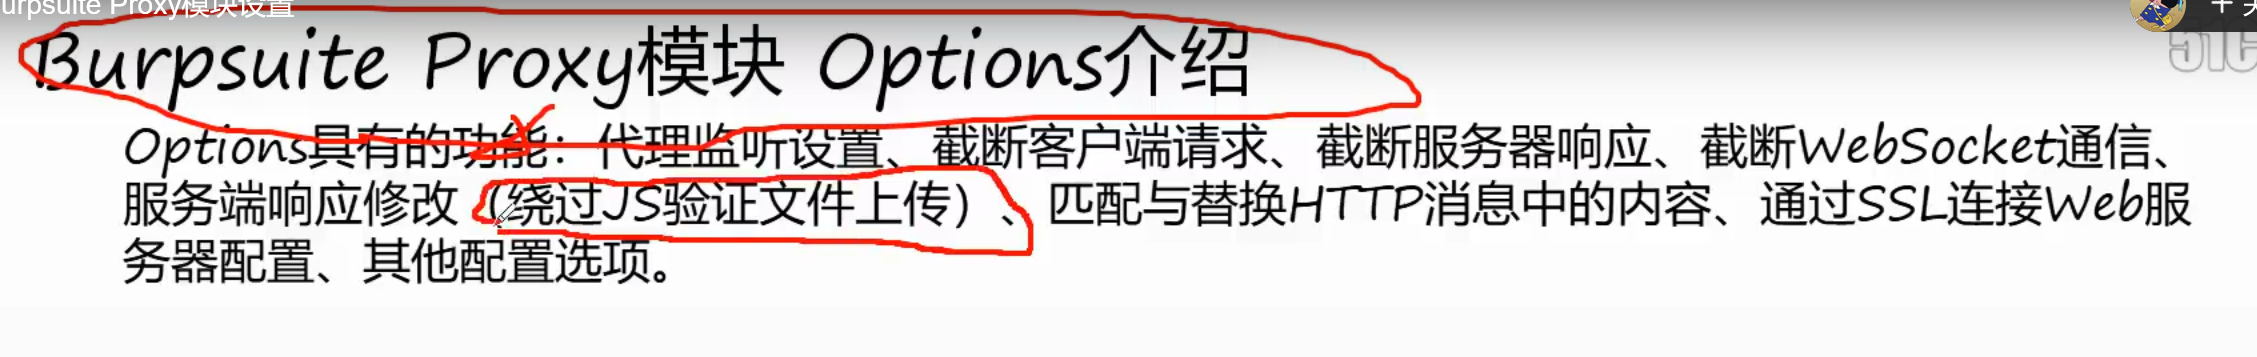 urpsuite Proxy模块设置
Burpsuite Proxy模块 Options介绍
51C
Options具有的功能：代理监听设置、截断客户端请求、截断服务器响应、截断WebSocket通信、
服务端响应修改（绕过JS验证文件上传）、匹配与替换HTTP消息中的内容、通过SSL连接Web服
务器配置、其他配置选项。